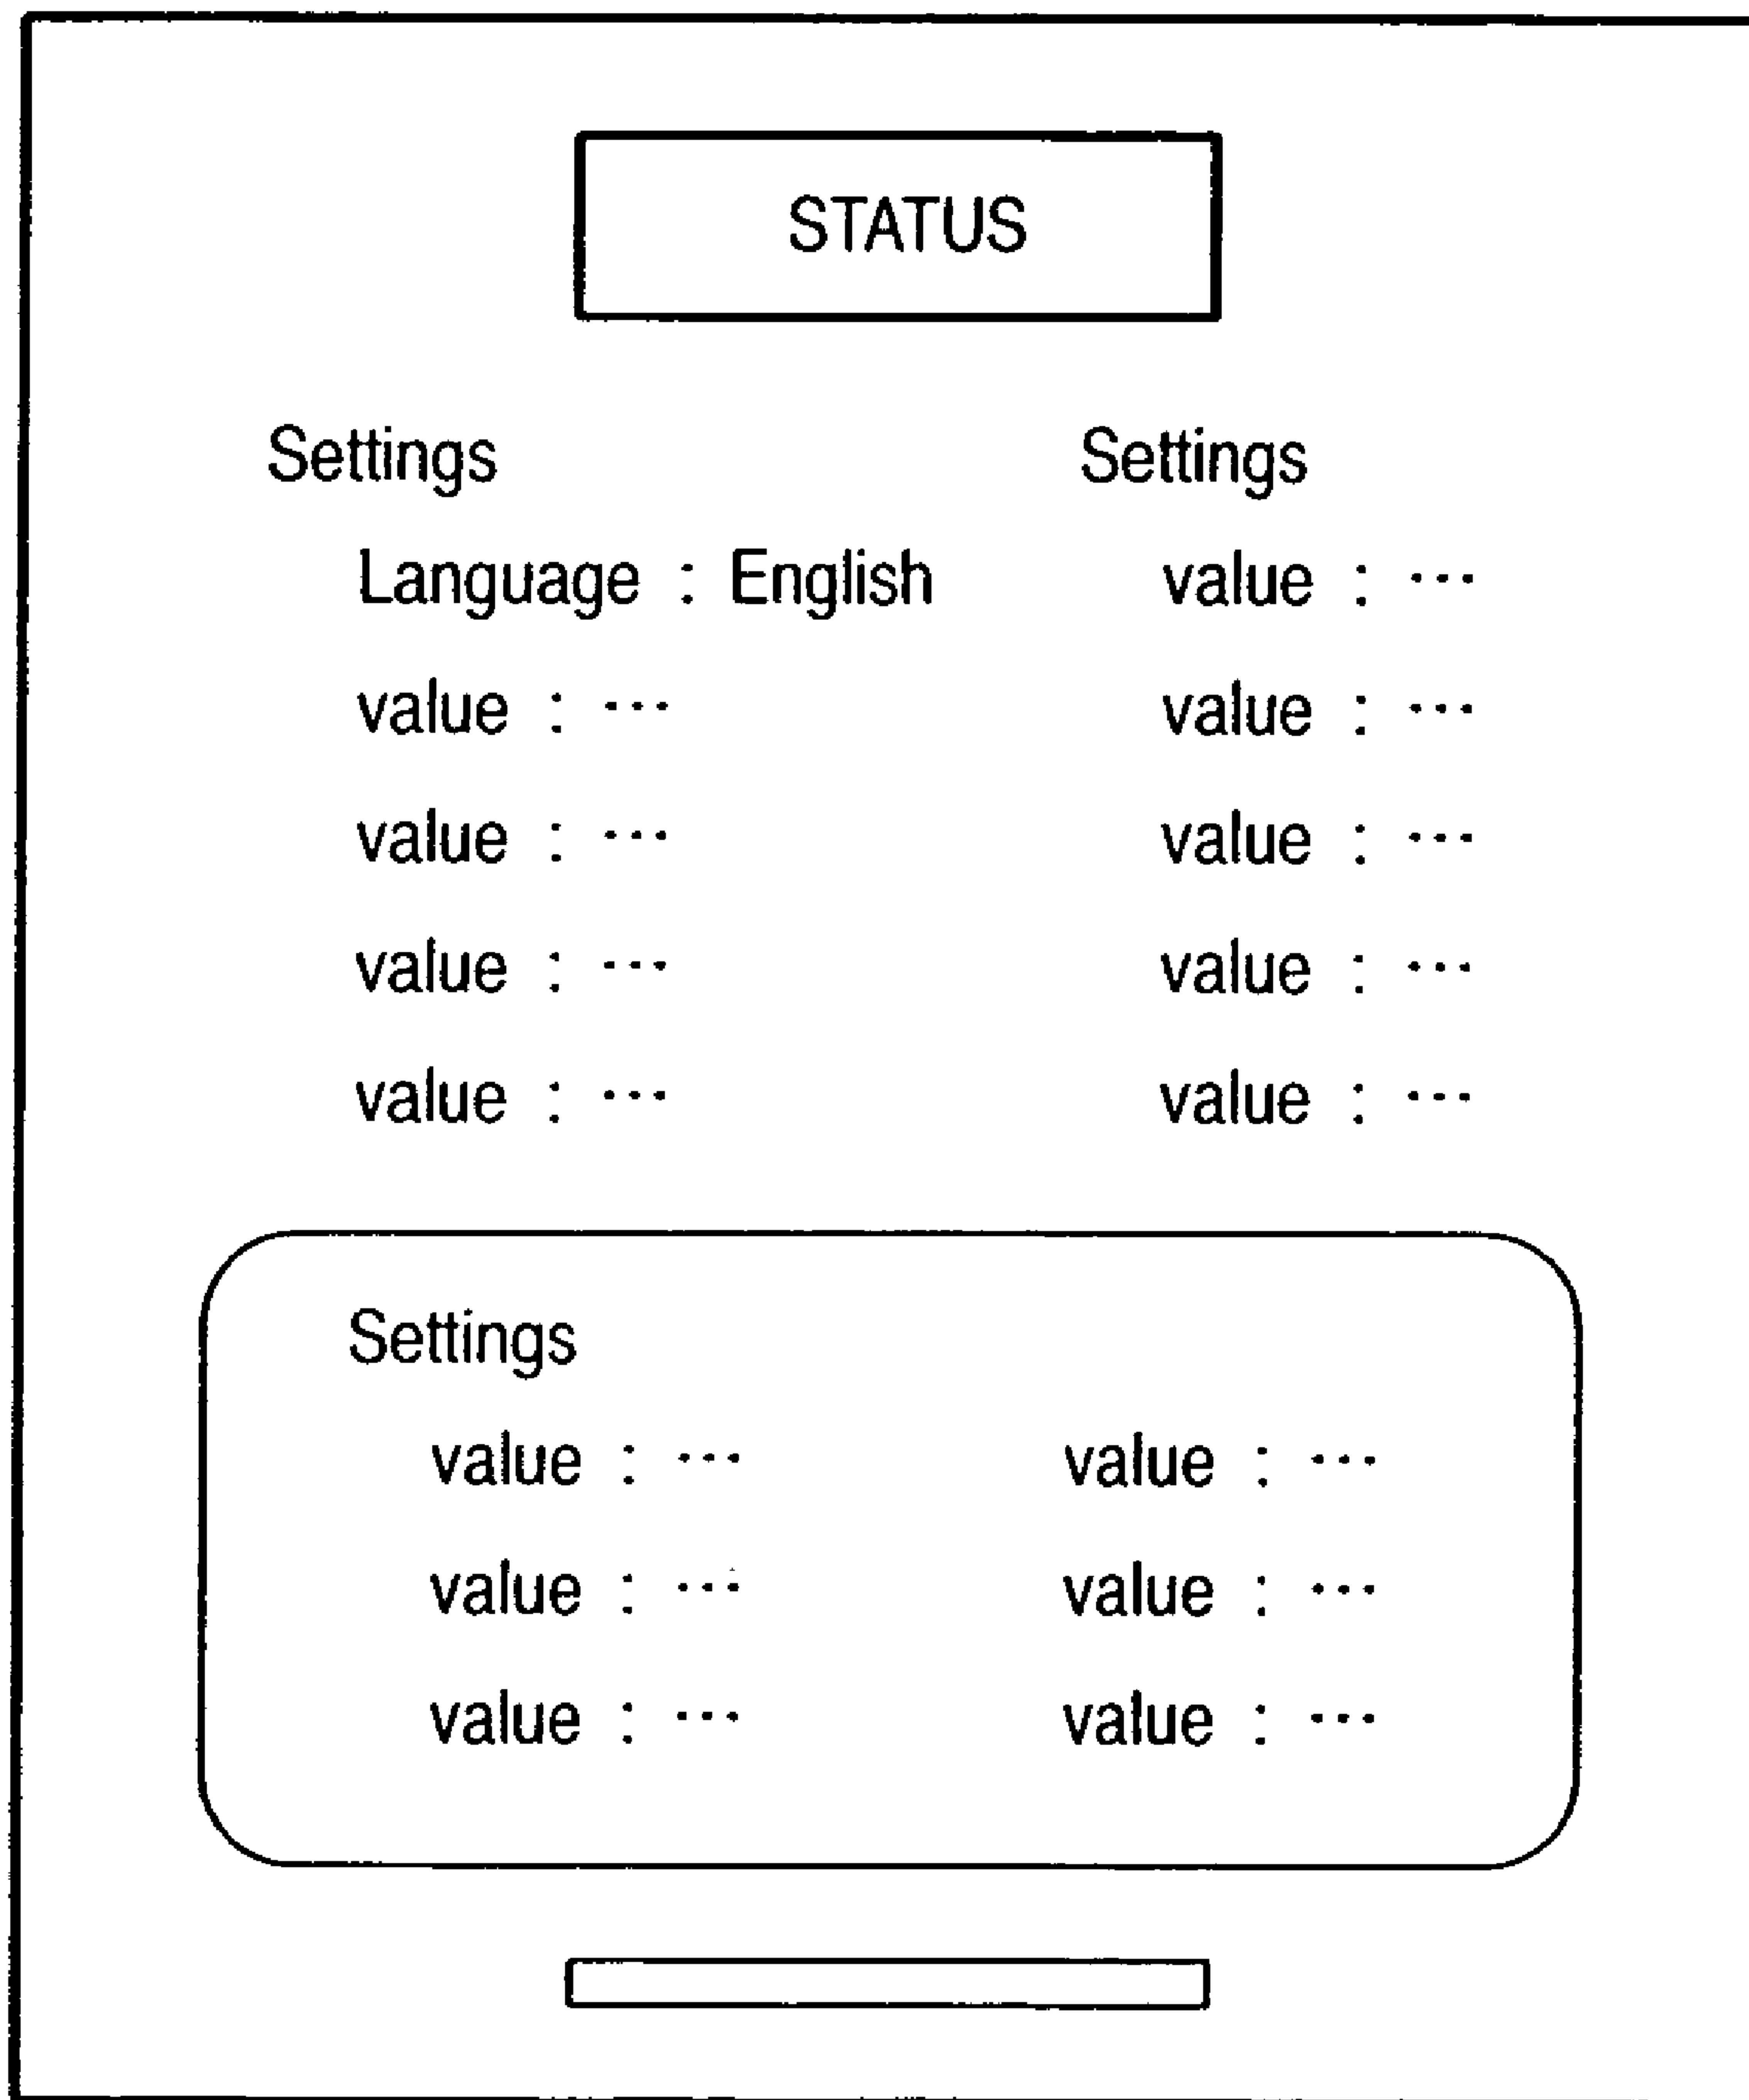 STATUS
Settings
Language : English
value : ...
value : ...
value : ...
value : ...
Settings
value : ...
value : ...
value : ...
value : ...
value : ...
Settings
value : ...
value : ...
value : ...
value : ...
value : ...
value : ...